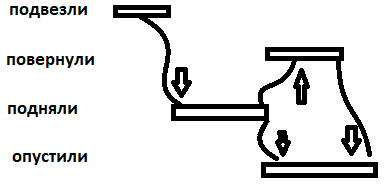 подвезли
повернули
подняли
опустили